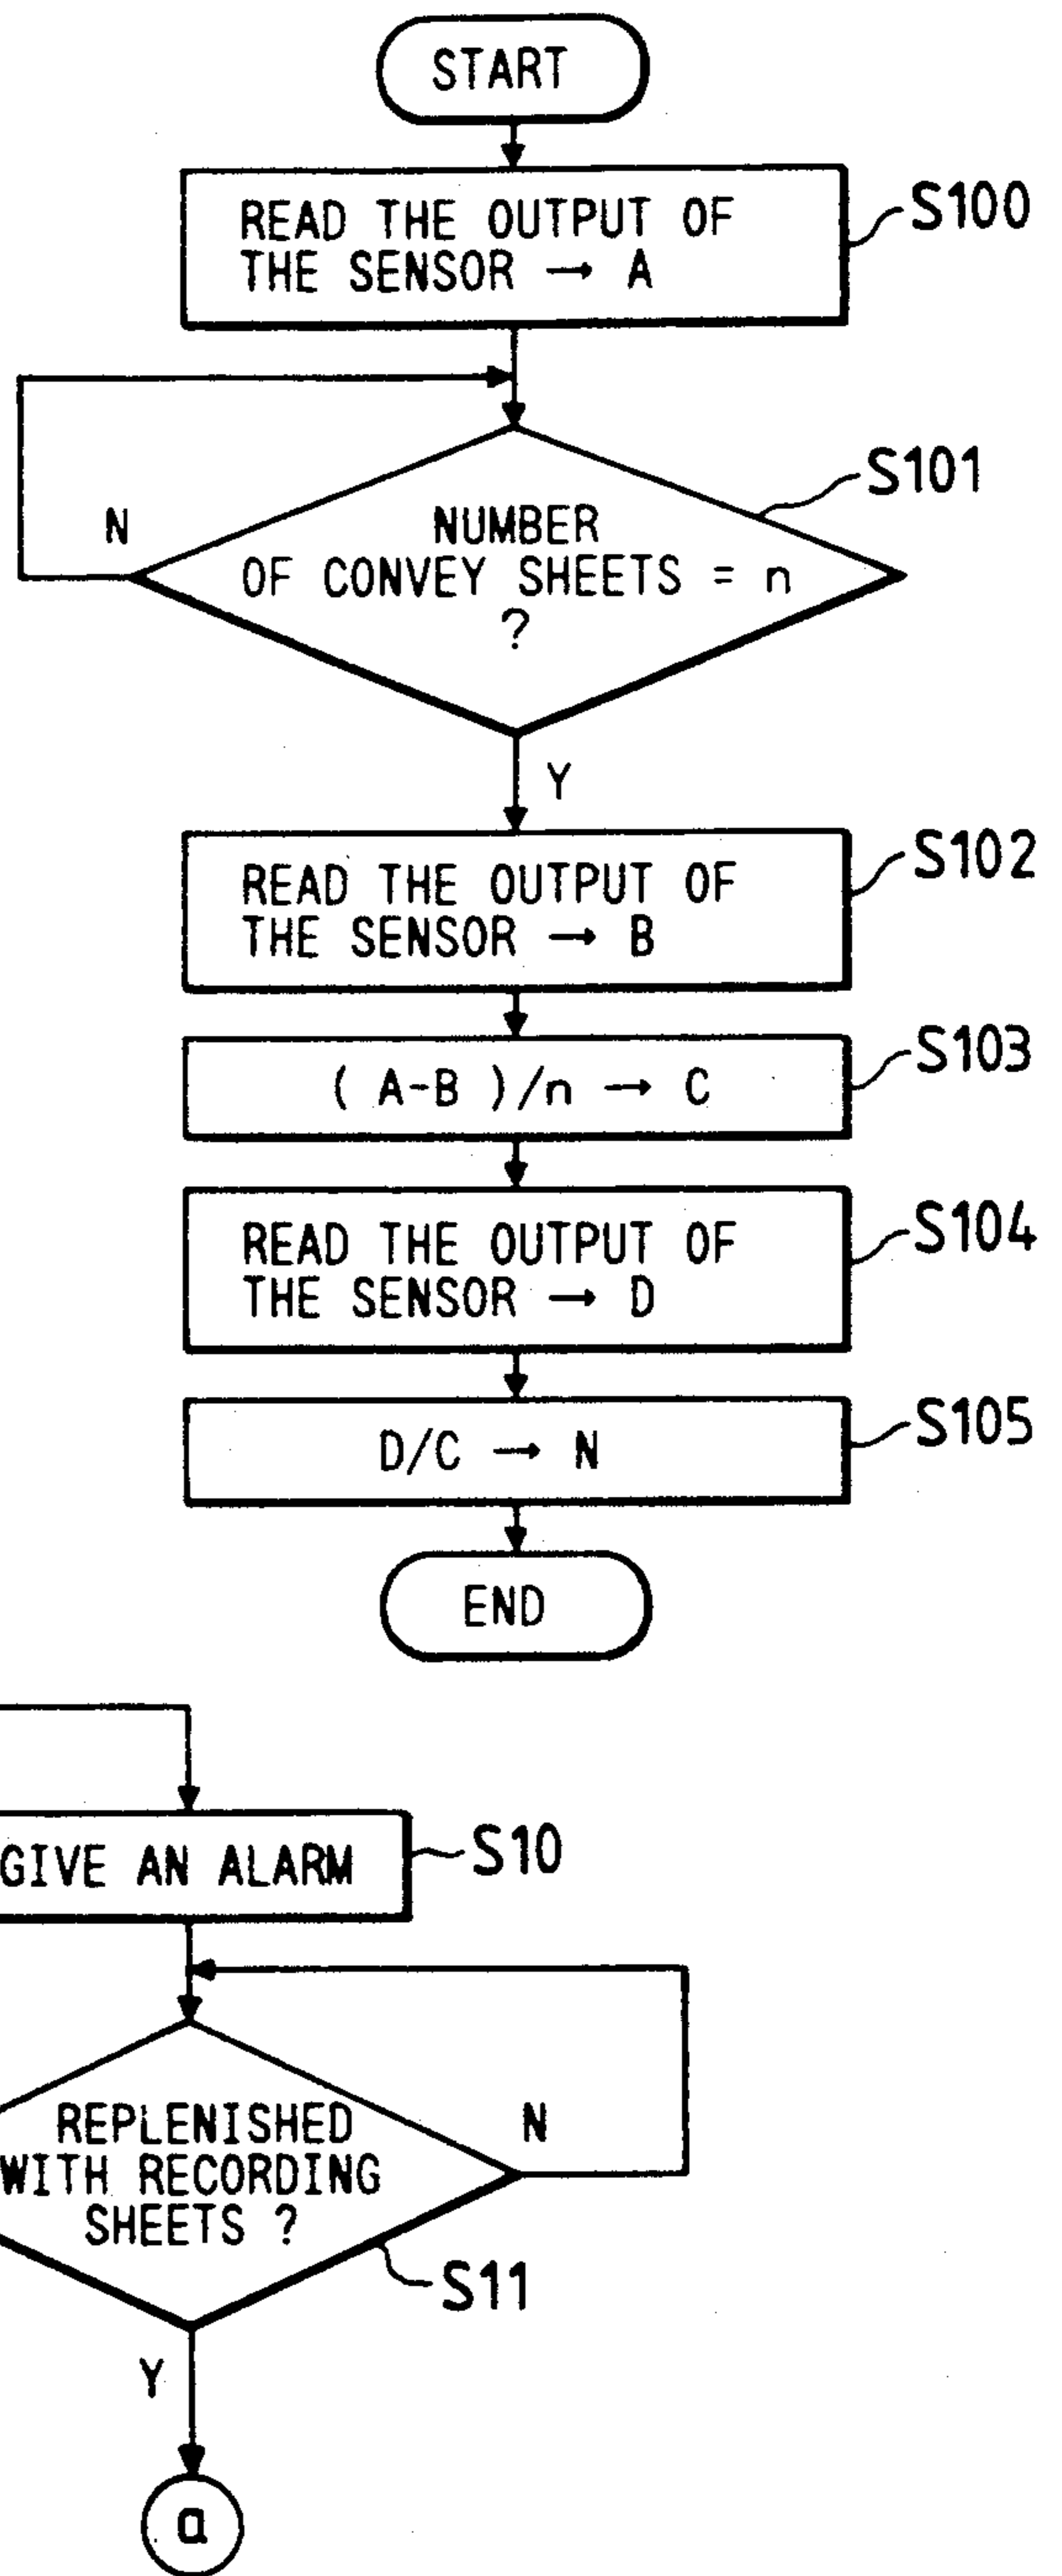 START
READ THE OUTPUT OF
THE SENSOR → A
S100
S101
N
NUMBER
OF CONVEY SHEETS = n
?
Y
READ THE OUTPUT OF
THE SENSOR → B
S102
( A-B )/n → C
S103
READ THE OUTPUT OF
THE SENSOR → D
S104
D/C → N
S105
END
GIVE AN ALARM
S10
REPLENISHED
WITH RECORDING
SHEETS ?
N
S11
Y
a